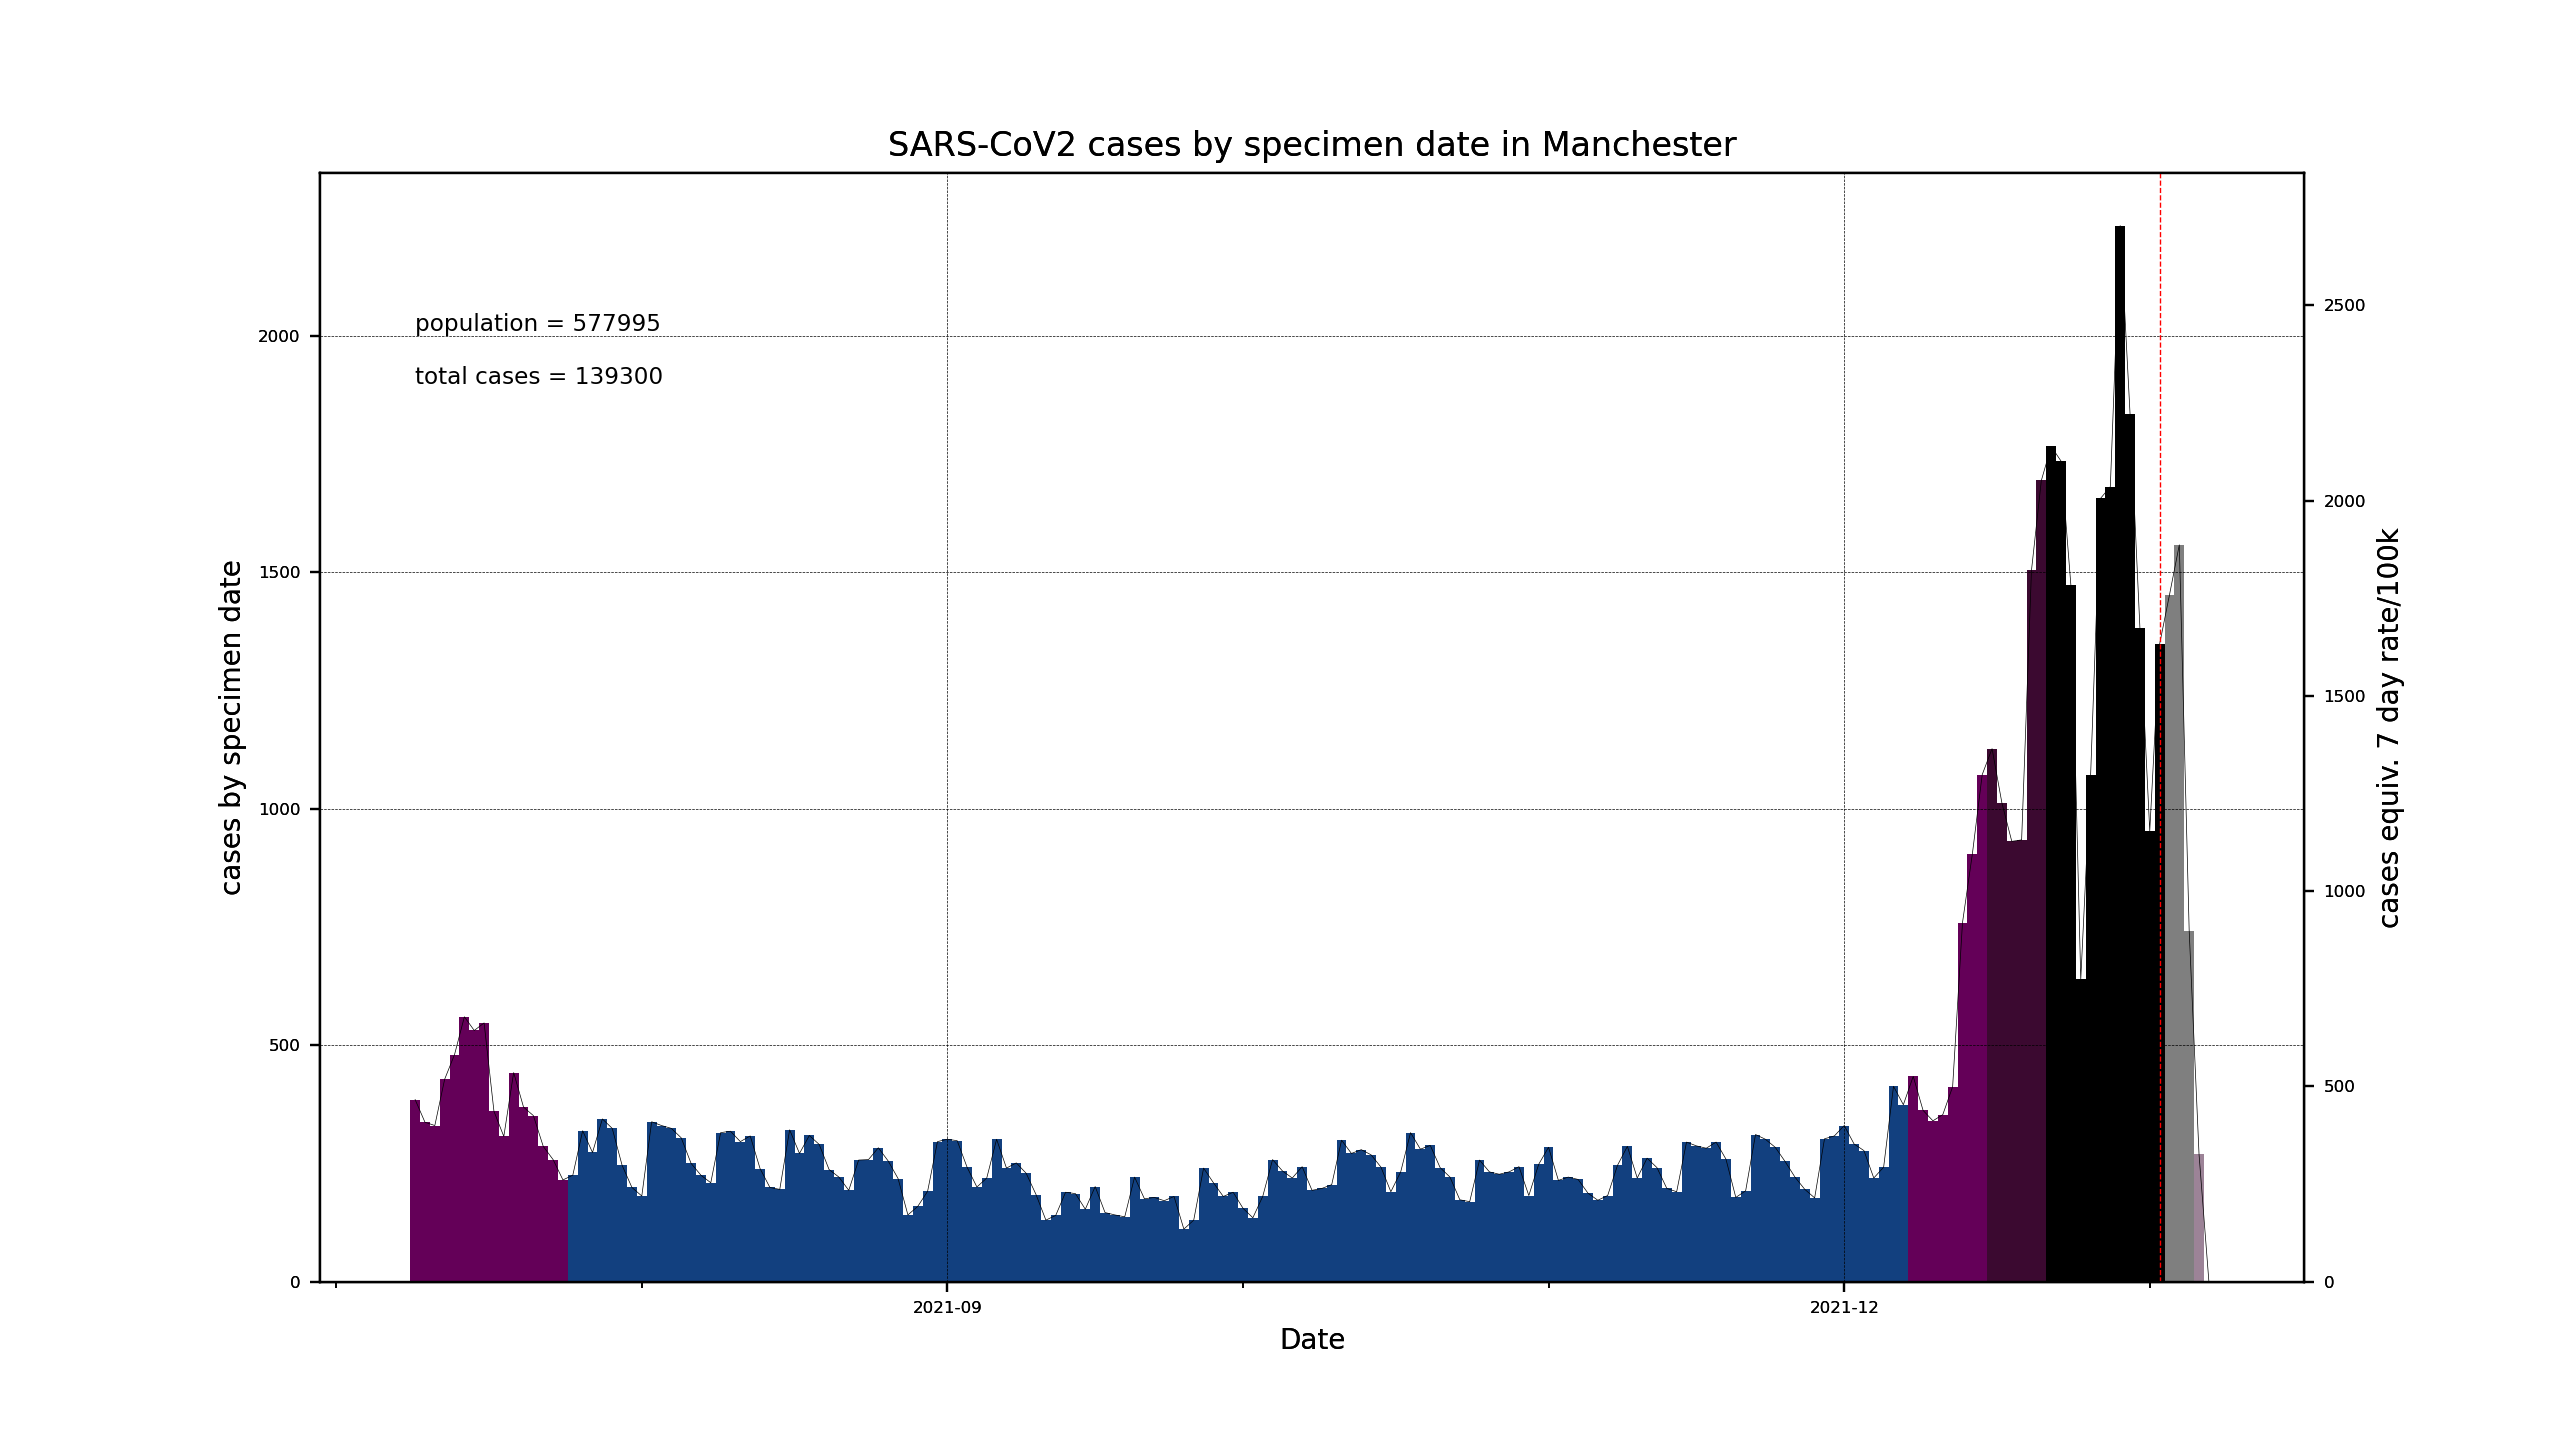 SARS-CoV2 cases by specimen date in Manchester
population = 577995
total cases = 139300
cases by specimen date
2000
1500
1000
500
0
2500
2000
1500
1000
500
0
cases equiv. 7 day rate/100k
2021-09
2021-12
Date